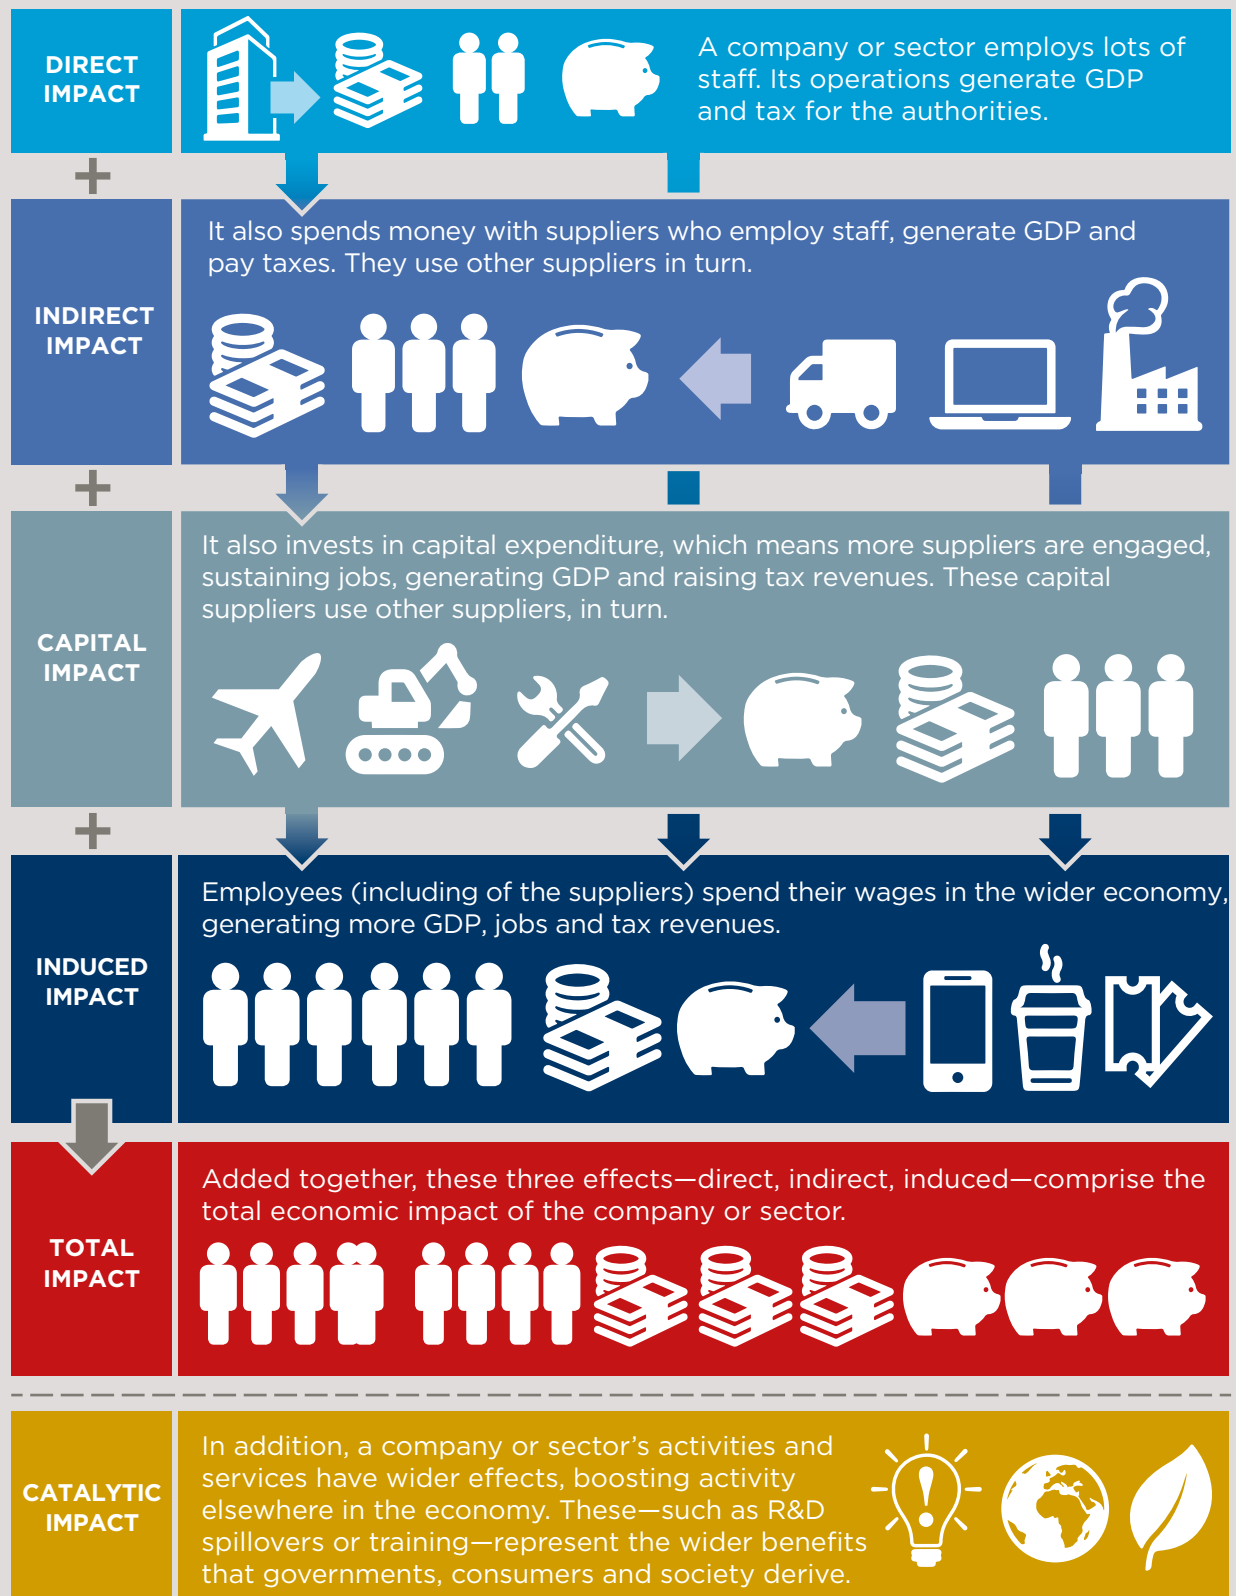 DIRECT
IMPACT
A company or sector employs lots of
staff. Its operations generate GDP
and tax for the authorities.
+
INDIRECT
IMPACT
It also spends money with suppliers who employ staff, generate GDP and
pay taxes. They use other suppliers in turn.
+
CAPITAL
IMPACT
It also invests in capital expenditure, which means more suppliers are engaged,
sustaining jobs, generating GDP and raising tax revenues. These capital
suppliers use other suppliers, in turn.
+
INDUCED
IMPACT
Employees (including of the suppliers) spend their wages in the wider economy,
generating more GDP, jobs and tax revenues.
TOTAL
IMPACT
Added together, these three effects—direct, indirect, induced—comprise the
total economic impact of the company or sector.
CATALYTIC
IMPACT
In addition, a company or sector’s activities and
services have wider effects, boosting activity
elsewhere in the economy. These—such as R&D
spillovers or training—represent the wider benefits
that governments, consumers and society derive.